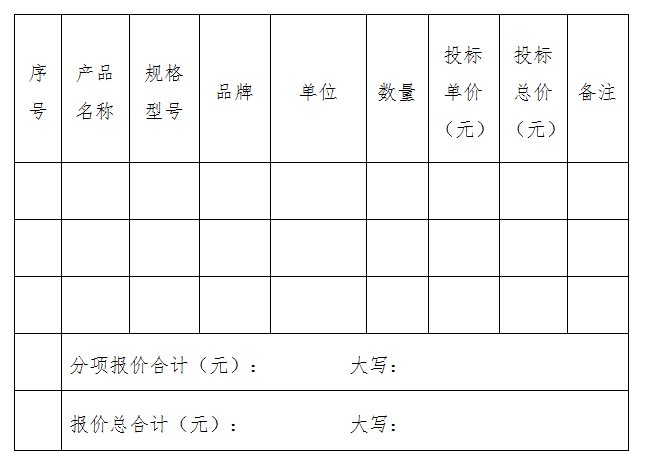 序号
产品名称
规格型号
品牌
单位
数量
投标单价（元）
投标总价（元）
备注
分项报价合计（元）： 大写：
报价总合计（元）： 大写：